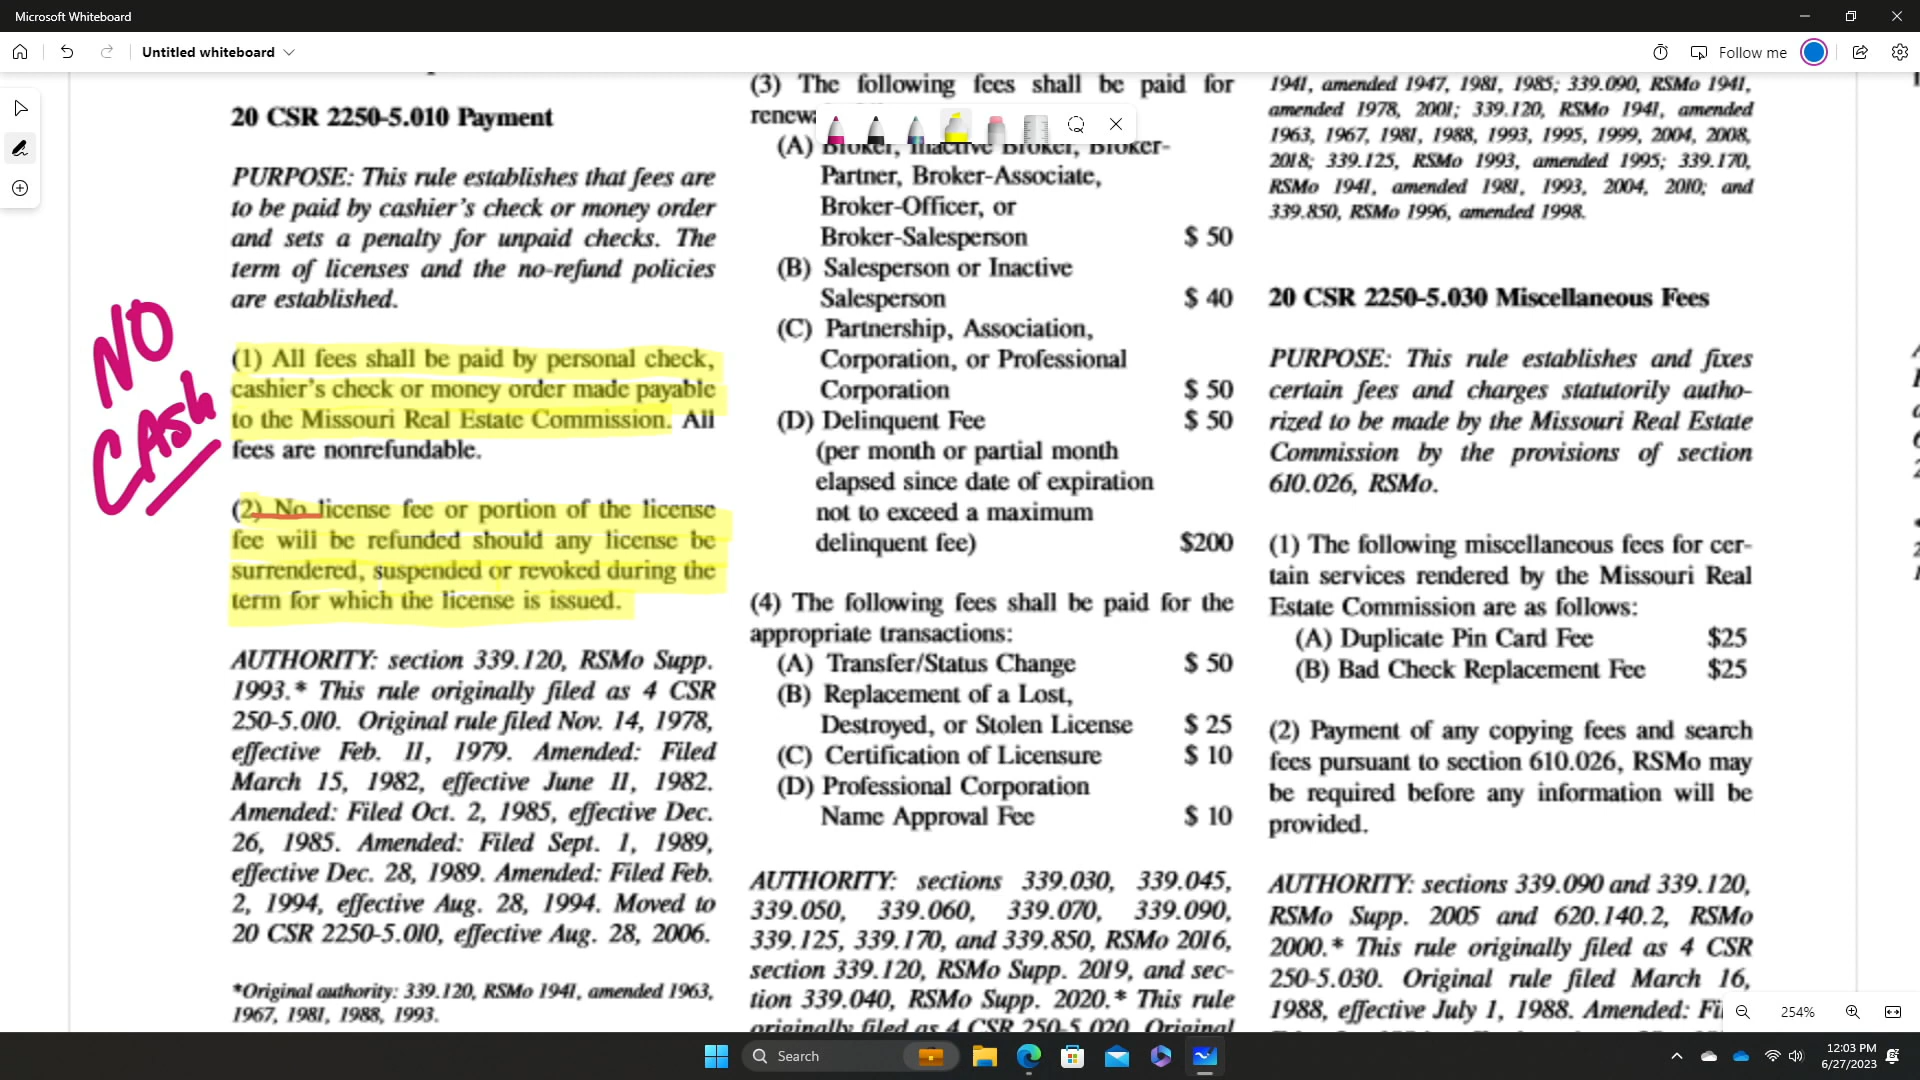 Microsoft Whiteboard
Untitled whiteboard
Follow me
20 CSR 2250-5.010 Payment
PURPOSE: This rule establishes that fees are
to be paid by cashier's check or money order
and sets a penalty for unpaid checks. The
term of licenses and the no-refund policies
are established.
NO
CASH
(1) All fees shall be paid by personal check,
cashier's check or money order made payable
to the Missouri Real Estate Commission. All
fees are nonrefundable.
(2) No license fee or portion of the license
fee will be refunded should any license be
surrendered, suspended or revoked during the
term for which the license is issued.
AUTHORITY: section 339.120, RSMo Supp.
1993.* This rule originally filed as 4 CSR
250-5.010. Original rule filed Nov. 14, 1978,
effective Feb. 11, 1979. Amended: Filed
March 15, 1982, effective June 11, 1982.
Amended: Filed Oct. 2, 1985, effective Dec.
26, 1985. Amended: Filed Sept. 1, 1989,
effective Dec. 28, 1989. Amended: Filed Feb.
2, 1994, effective Aug. 28, 1994. Moved to
20 CSR 2250-5.010, effective Aug. 28, 2006.
*Original authority: 339.120, RSMo 1941, amended 1963,
1967, 1981, 1988, 1993.
(3) The following fees shall be paid for
(A) Broker, Inactive Broker, Broker-
Partner, Broker-Associate,
Broker-Officer, or
Broker-Salesperson $ 50
(B) Salesperson or Inactive
Salesperson $ 40
(C) Partnership, Association,
Corporation, or Professional
Corporation $ 50
(D) Delinquent Fee $ 50
(per month or partial month
elapsed since date of expiration
not to exceed a maximum
delinquent fee) $200
(4) The following fees shall be paid for the
appropriate transactions:
(A) Transfer/Status Change $ 50
(B) Replacement of a Lost,
Destroyed, or Stolen License $ 25
(C) Certification of Licensure $ 10
(D) Professional Corporation
Name Approval Fee $ 10
AUTHORITY: sections 339.030, 339.045,
339.050, 339.060, 339.070, 339.090,
339.125, 339.170, and 339.850, RSMo 2016,
section 339.120, RSMo Supp. 2019, and sec-
tion 339.040, RSMo Supp. 2020.* This rule
originally filed as 4 CSR 250-5.020. Original
1941, amended 1947, 1981, 1985; 339.090, RSMo 1941,
amended 1978, 2001; 339.120, RSMo 1941, amended
1963, 1967, 1981, 1988, 1993, 1995, 1999, 2004, 2008,
2018; 339.125, RSMo 1993, amended 1995; 339.170,
RSMo 1941, amended 1981, 1993, 2004, 2010; and
339.850, RSMo 1996, amended 1998.
20 CSR 2250-5.030 Miscellaneous Fees
PURPOSE: This rule establishes and fixes
certain fees and charges statutorily autho-
rized to be made by the Missouri Real Estate
Commission by the provisions of section
610.026, RSMo.
(1) The following miscellaneous fees for cer-
tain services rendered by the Missouri Real
Estate Commission are as follows:
(A) Duplicate Pin Card Fee $25
(B) Bad Check Replacement Fee $25
(2) Payment of any copying fees and search
fees pursuant to section 610.026, RSMo may
be required before any information will be
provided.
AUTHORITY: sections 339.090 and 339.120,
RSMo Supp. 2005 and 620.140.2, RSMo
2000.* This rule originally filed as 4 CSR
250-5.030. Original rule filed March 16,
1988, effective July 1, 1988. Amended:
254%
Search
12:03 PM
6/27/2023